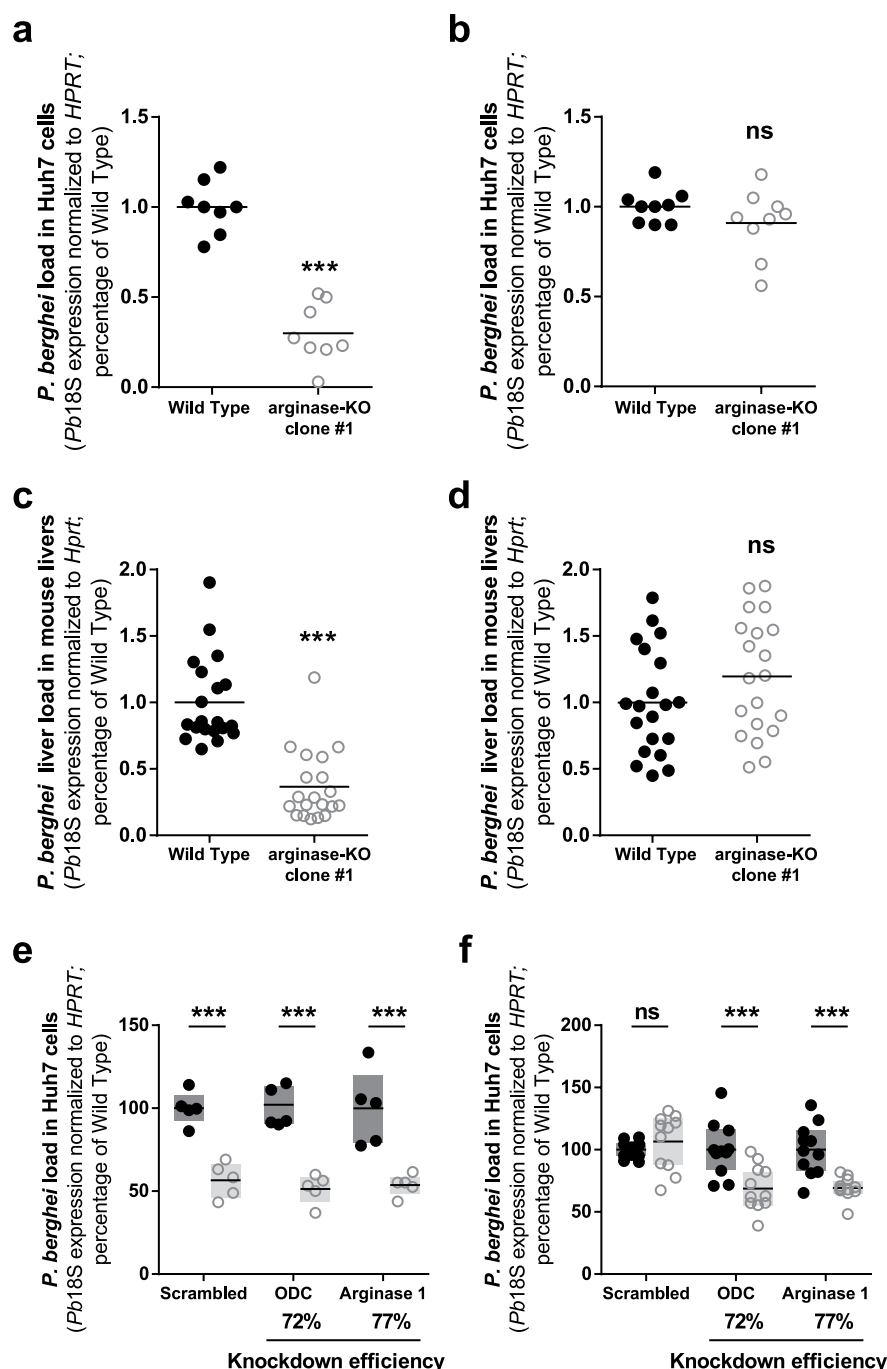 a
P. berghei load in Huh7 cells
(Pb18S expression normalized to HPRT;
percentage of Wild Type)
1.5
1.0
0.5
0.0
***
Wild Type
arginase-KO
clone #1
b
P. berghei load in Huh7 cells
(Pb18S expression normalized to HPRT;
percentage of Wild Type)
1.5
1.0
0.5
0.0
ns
Wild Type
arginase-KO
clone #1
c
P. berghei liver load in mouse livers
(Pb18S expression normalized to Hprt;
percentage of Wild Type)
2.0
1.5
1.0
0.5
0.0
***
Wild Type
arginase-KO
clone #1
d
P. berghei liver load in mouse livers
(Pb18S expression normalized to Hprt;
percentage of Wild Type)
2.0
1.5
1.0
0.5
0.0
ns
Wild Type
arginase-KO
clone #1
e
P. berghei load in Huh7 cells
(Pb18S expression normalized to HPRT;
percentage of Wild Type)
150
100
50
0
*** *** ***
Scrambled ODC Arginase 1
72% 77%
Knockdown efficiency
f
P. berghei load in Huh7 cells
(Pb18S expression normalized to HPRT;
percentage of Wild Type)
200
150
100
50
0
ns *** ***
Scrambled ODC Arginase 1
72% 77%
Knockdown efficiency